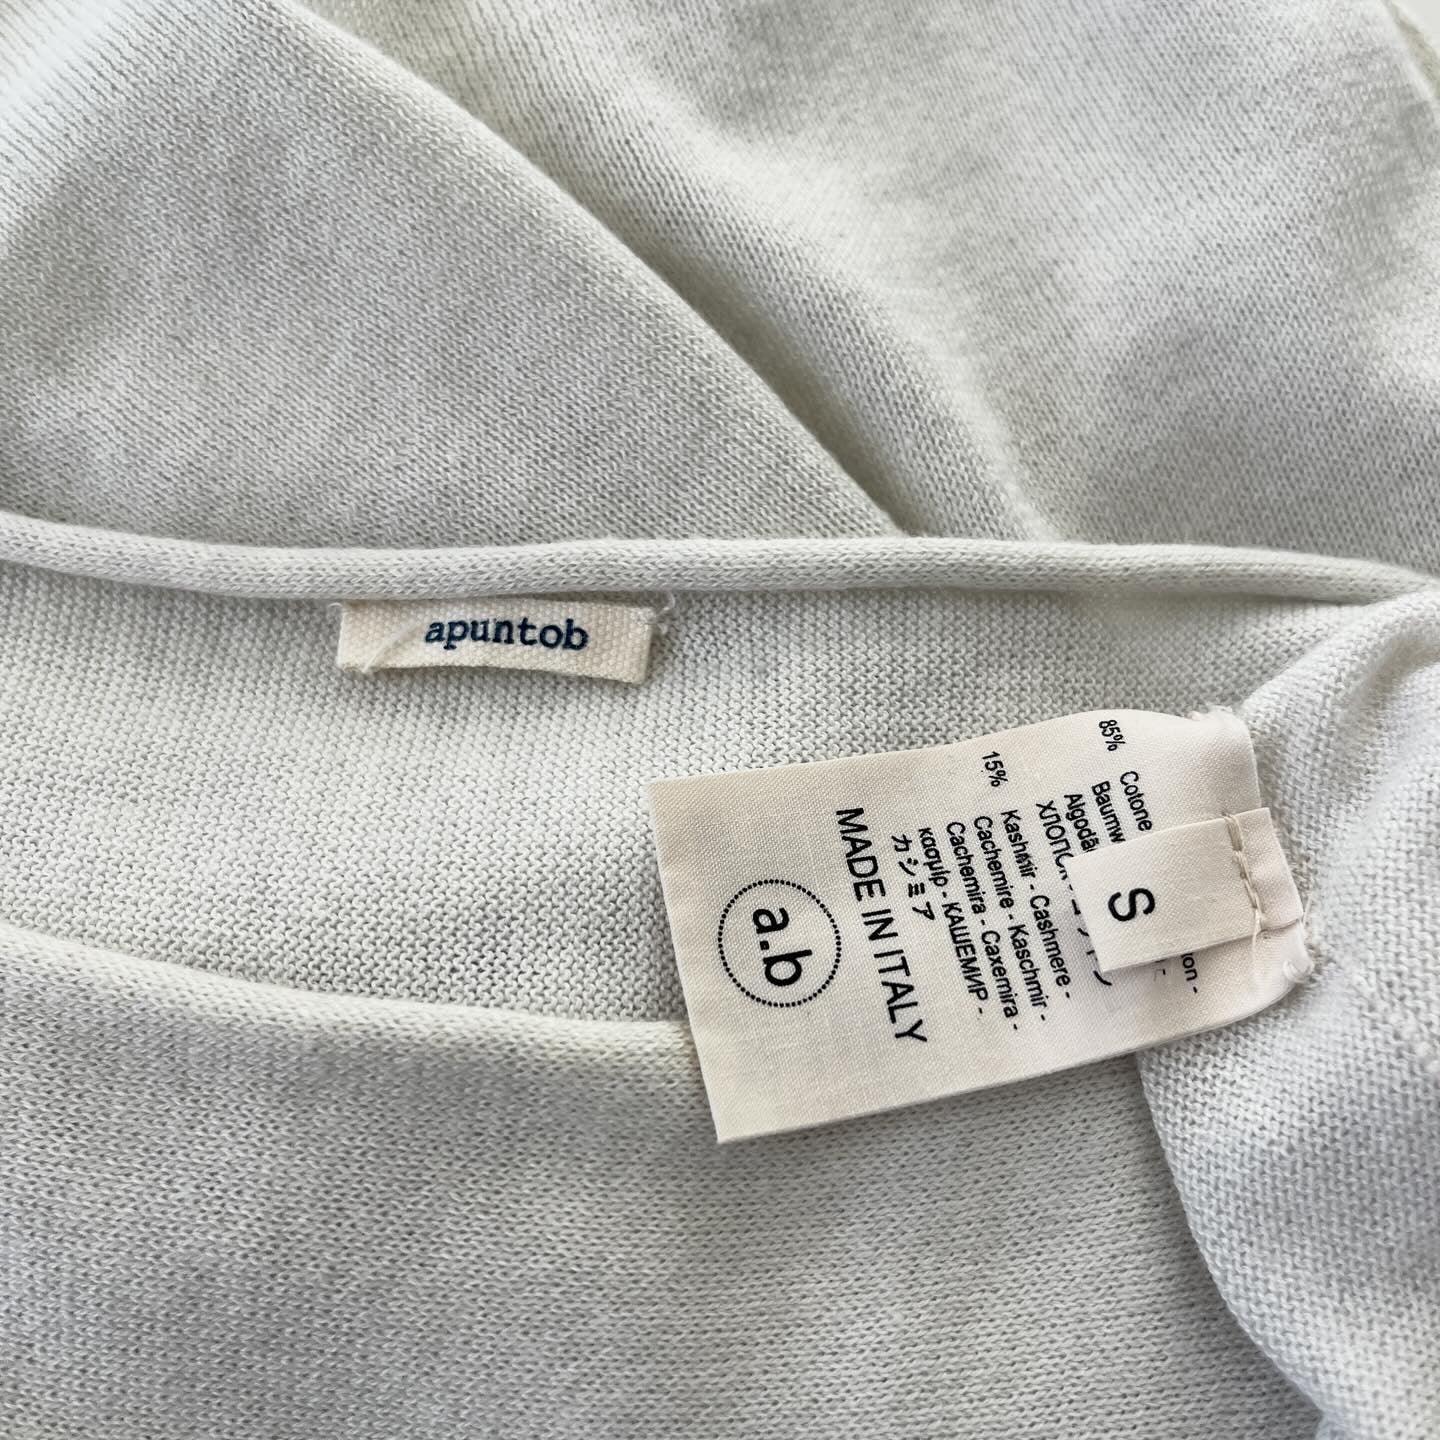 apuntob
85% Cotone
Baumw
Algodã
ХЛОПОК
15% Kashmir - Cashmere -
Cachemire - Kaschmir -
Cachemira - Caxemira -
κασμίρ - КАШЕМИР -
カシミア
MADE IN ITALY
a.b
S